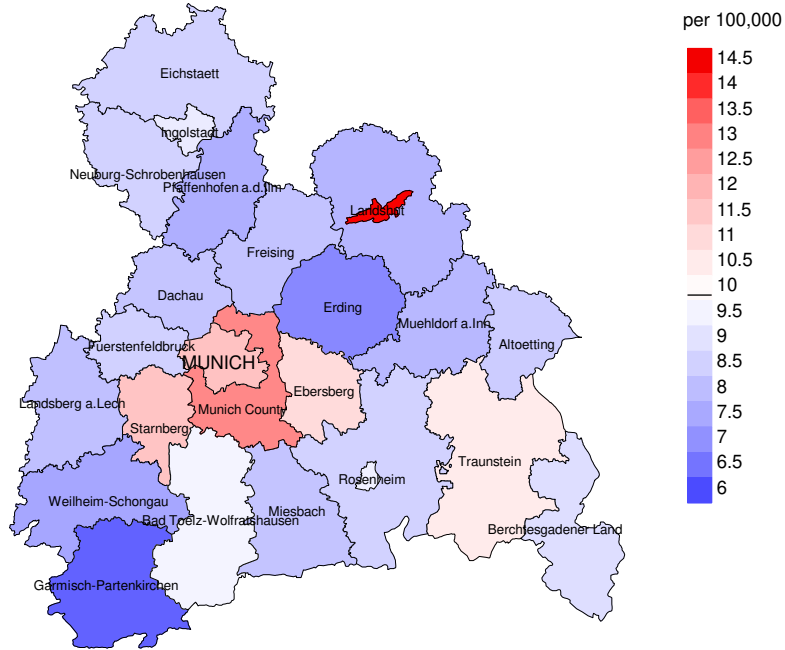 per 100,000
14.5
14
13.5
13
12.5
12
11.5
11
10.5
10
9.5
9
8.5
8
7.5
7
6.5
6
Eichstaett
Ingolstadt
Neuburg-Schrobenhausen
Pfaffenhofen a.d.Ilm
Landshut
Freising
Dachau
Erding
Muehldorf a.Inn
Altoetting
Fuerstenfeldbruck
MUNICH
Ebersberg
Landsberg a.Lech
Munich County
Starnberg
Traunstein
Rosenheim
Weilheim-Schongau
Miesbach
Bad Toelz-Wolfratshausen
Berchtesgadener Land
Garmisch-Partenkirchen